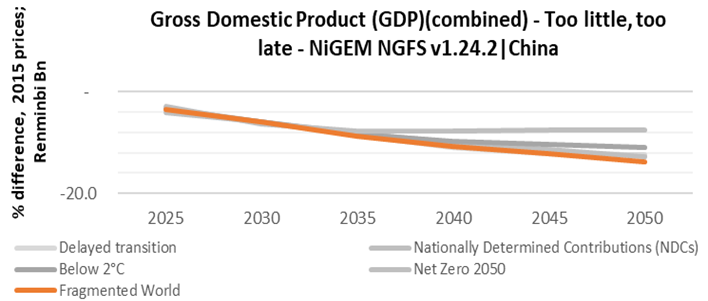 Gross Domestic Product (GDP)(combined) - Too little, too
late - NiGEM NGFS v1.24.2|China
% difference, 2015 prices;
Renminbi Bn
-
-20.0
2025 2030 2035 2040 2045 2050
Delayed transition Nationally Determined Contributions (NDCs)
Below 2°C Net Zero 2050
Fragmented World